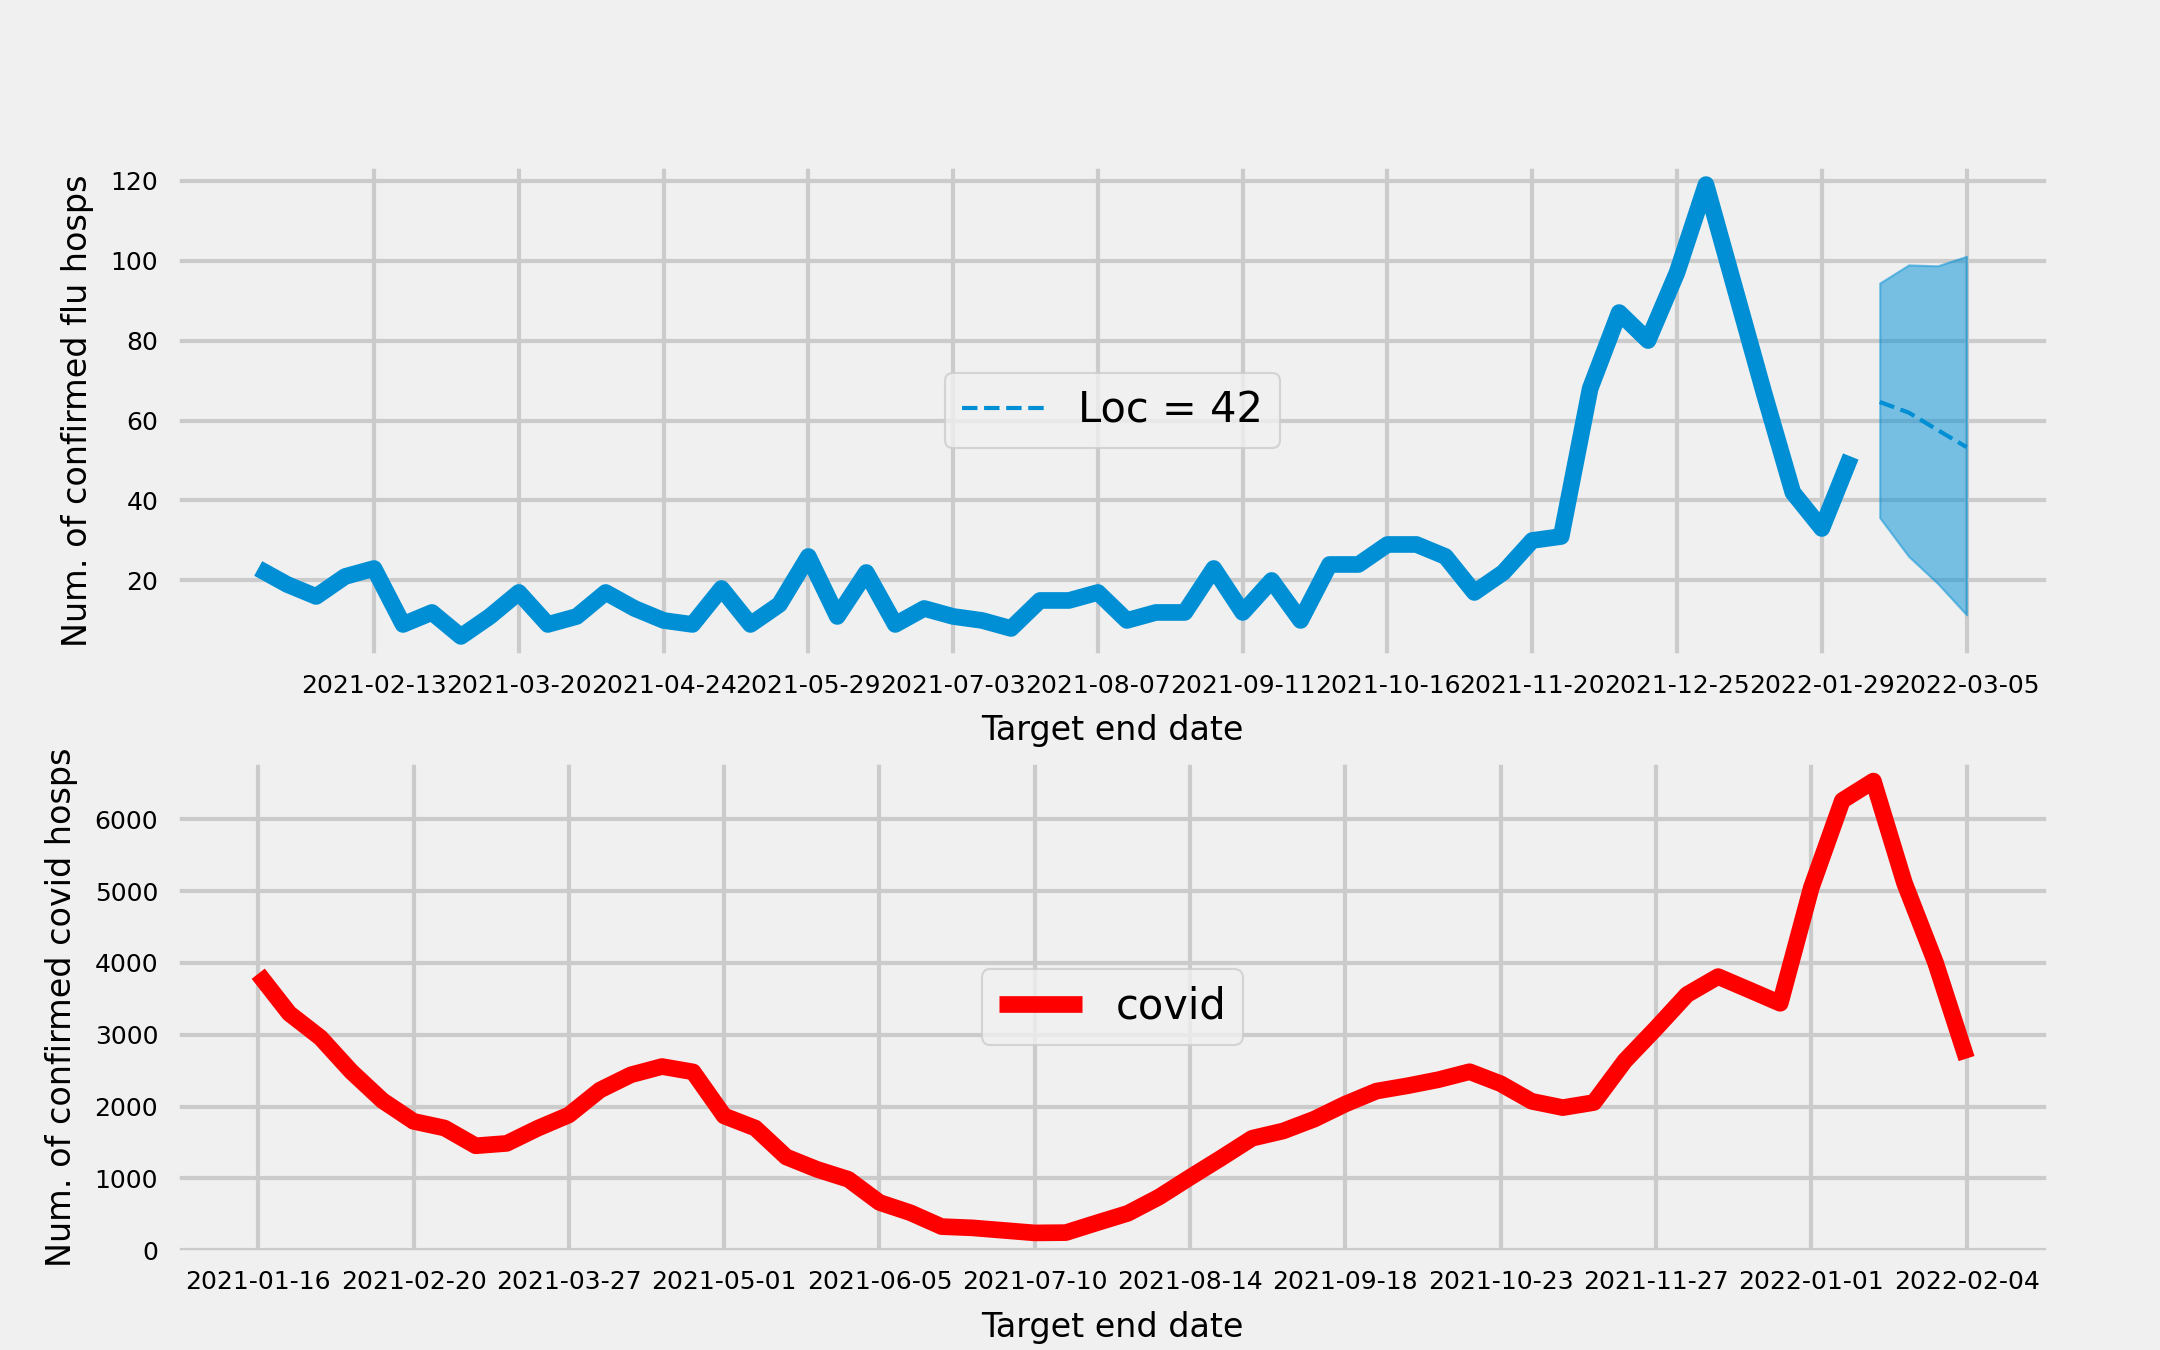 Num. of confirmed flu hosps
120
100
80
60
40
20
Loc = 42
2021-02-13 2021-03-20 2021-04-24 2021-05-29 2021-07-03 2021-08-07 2021-09-11 2021-10-16 2021-11-20 2021-12-25 2022-01-29 2022-03-05
Target end date
Num. of confirmed covid hosps
6000
5000
4000
3000
2000
1000
0
covid
2021-01-16 2021-02-20 2021-03-27 2021-05-01 2021-06-05 2021-07-10 2021-08-14 2021-09-18 2021-10-23 2021-11-27 2022-01-01 2022-02-04
Target end date